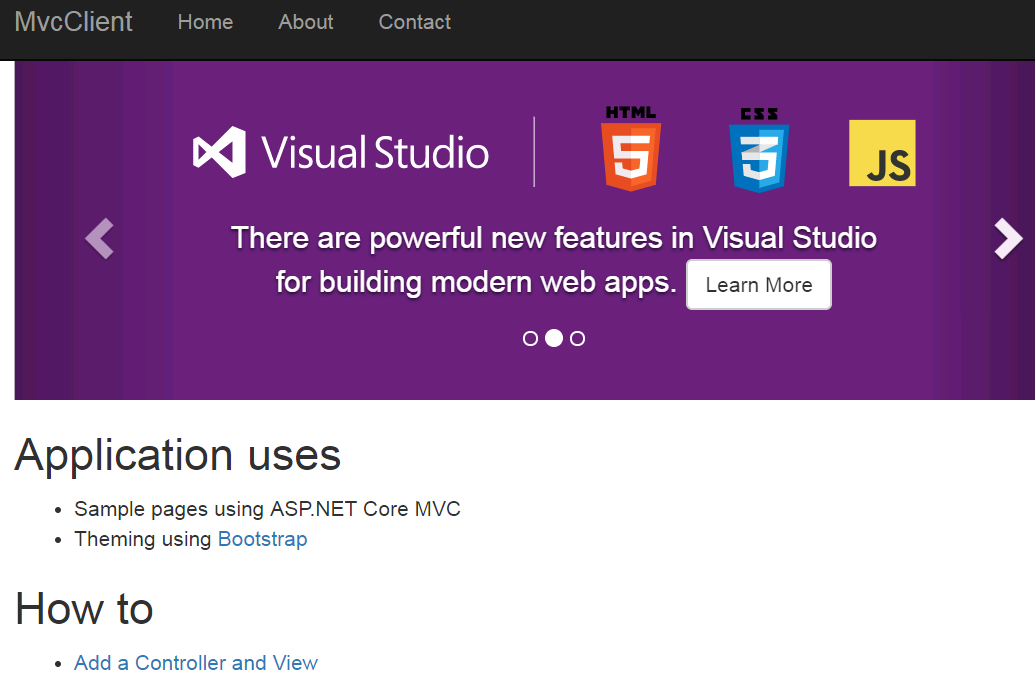 MvcClient Home About Contact
HTML CSS
Visual Studio 5 3 JS
There are powerful new features in Visual Studio
for building modern web apps. Learn More
Application uses
Sample pages using ASP.NET Core MVC
Theming using Bootstrap
How to
Add a Controller and View